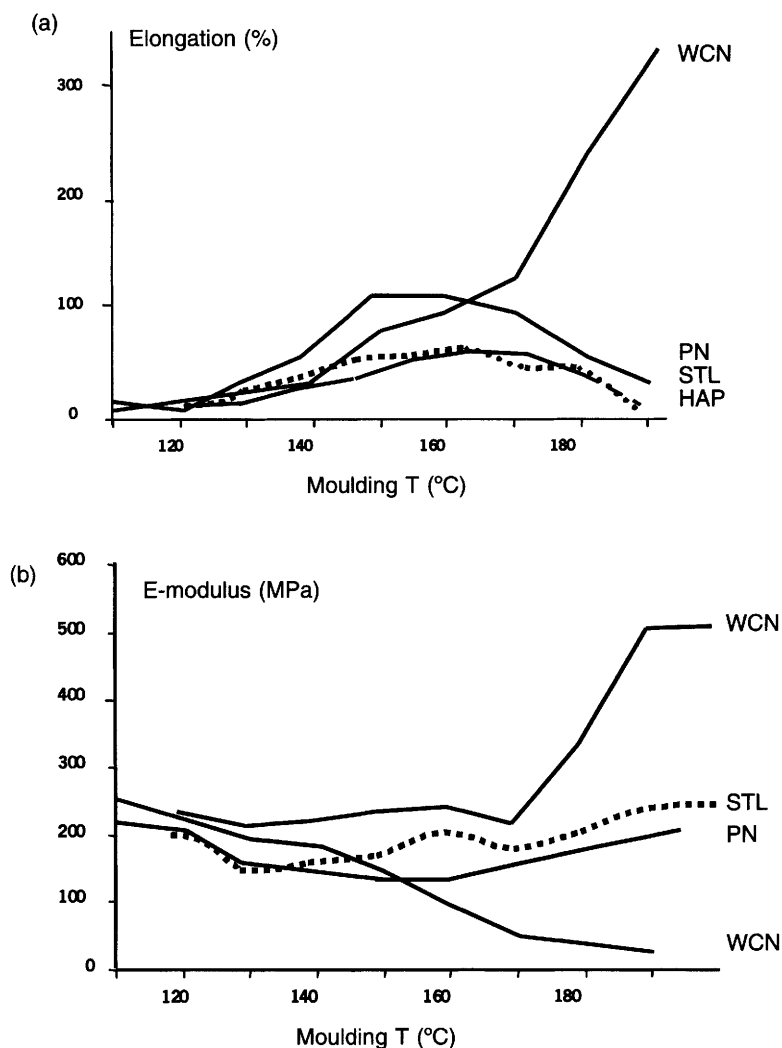 (a)
Elongation (%)
300
200
100
0
WCN
PN
STL
HAP
120 140 160 180
Moulding T (°C)
(b)
E-modulus (MPa)
600
500
400
300
200
100
0
WCN
STL
PN
WCN
120 140 160 180
Moulding T (°C)